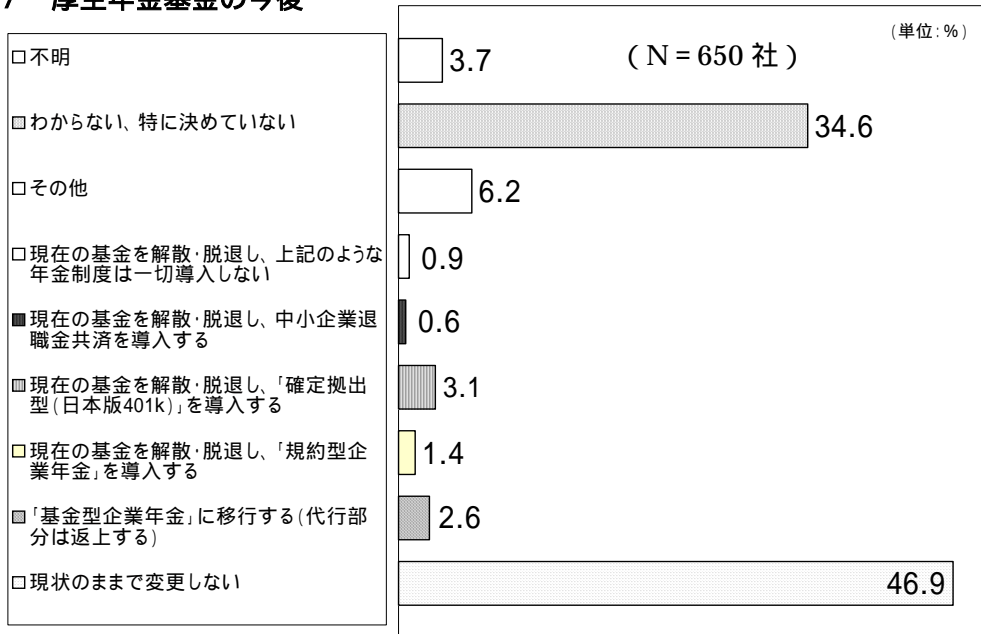 7 厚生年金基金の今後
(単位:%)
(N=650社)
不明
3.7
わからない、特に決めていない
34.6
その他
6.2
現在の基金を解散・脱退し、上記のような
年金制度は一切導入しない
0.9
現在の基金を解散・脱退し、中小企業退
職金共済を導入する
0.6
現在の基金を解散・脱退し、「確定拠出
型(日本版401k)」を導入する
3.1
現在の基金を解散・脱退し、「規約型企
業年金」を導入する
1.4
「基金型企業年金」に移行する(代行部
分は返上する)
2.6
現状のままで変更しない
46.9